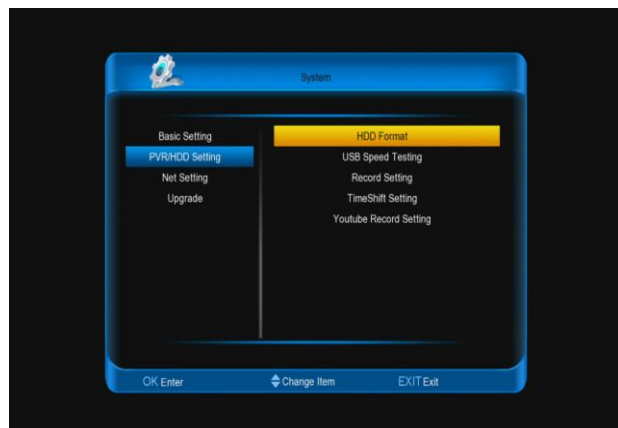 System
Basic Setting
PVR/HDD Setting
Net Setting
Upgrade
HDD Format
USB Speed Testing
Record Setting
TimeShift Setting
Youtube Record Setting
OK Enter Change Item EXIT Exit